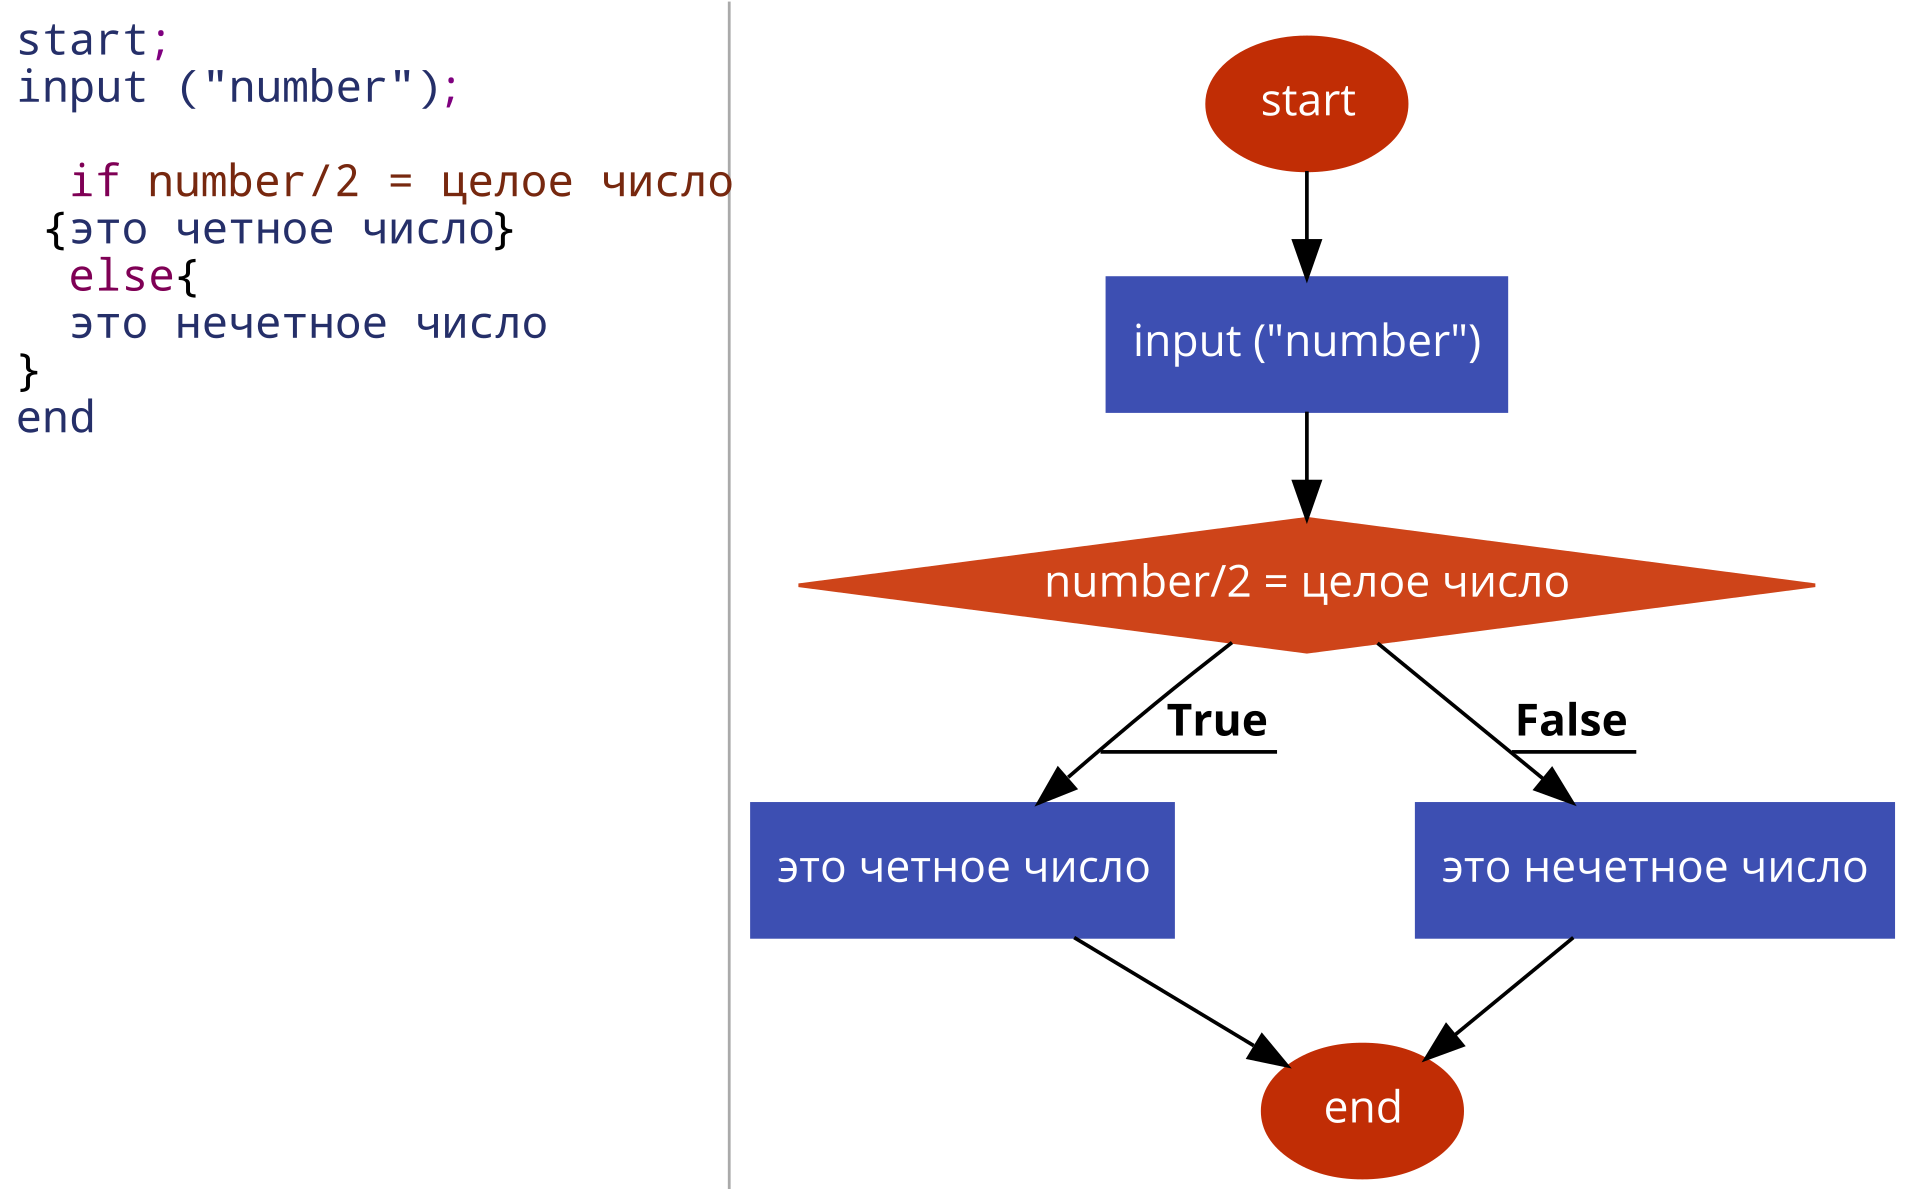 start;
input ("number");
if number/2 = целое число
{это четное число}
else{
это нечетное число
}
end
start
input ("number")
number/2 = целое число
True
False
это четное число
это нечетное число
end